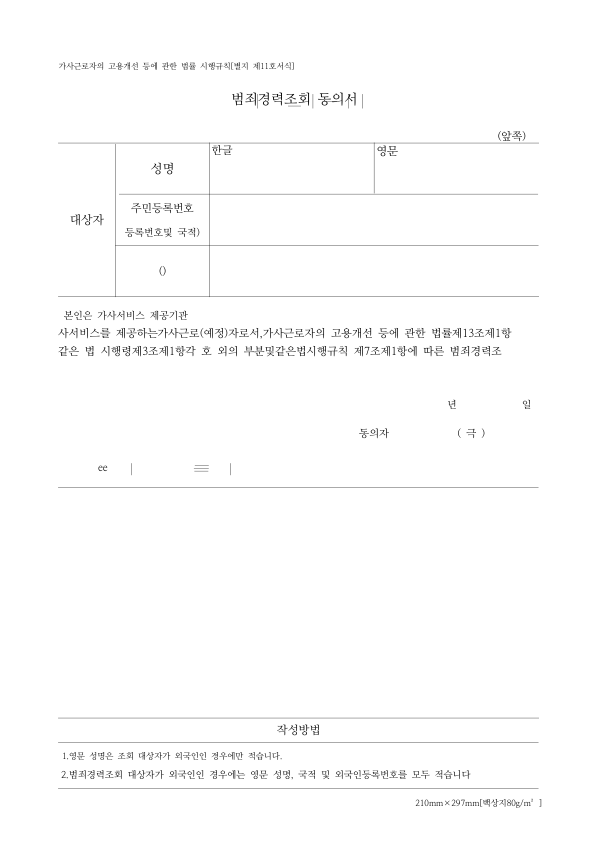 가사근로자의 고용개선 등에 관한 법률 시행규칙[별지 제11호서식]
범죄경력조회 동의서
(앞쪽)
대상자
성명
한글
영문
주민등록번호
등록번호및 국적)
()
본인은 가사서비스 제공기관
사서비스를 제공하는가사근로(예정)자로서,가사근로자의 고용개선 등에 관한 법률제13조제1항
같은 법 시행령제3조제1항각 호 외의 부분및같은법시행규칙 제7조제1항에 따른 범죄경력조
년 일
동의자 ( 극 )
ee
작성방법
1.영문 성명은 조회 대상자가 외국인인 경우에만 적습니다.
2.범죄경력조회 대상자가 외국인인 경우에는 영문 성명, 국적 및 외국인등록번호를 모두 적습니다
210mm×297mm[백상지80g/m² ]